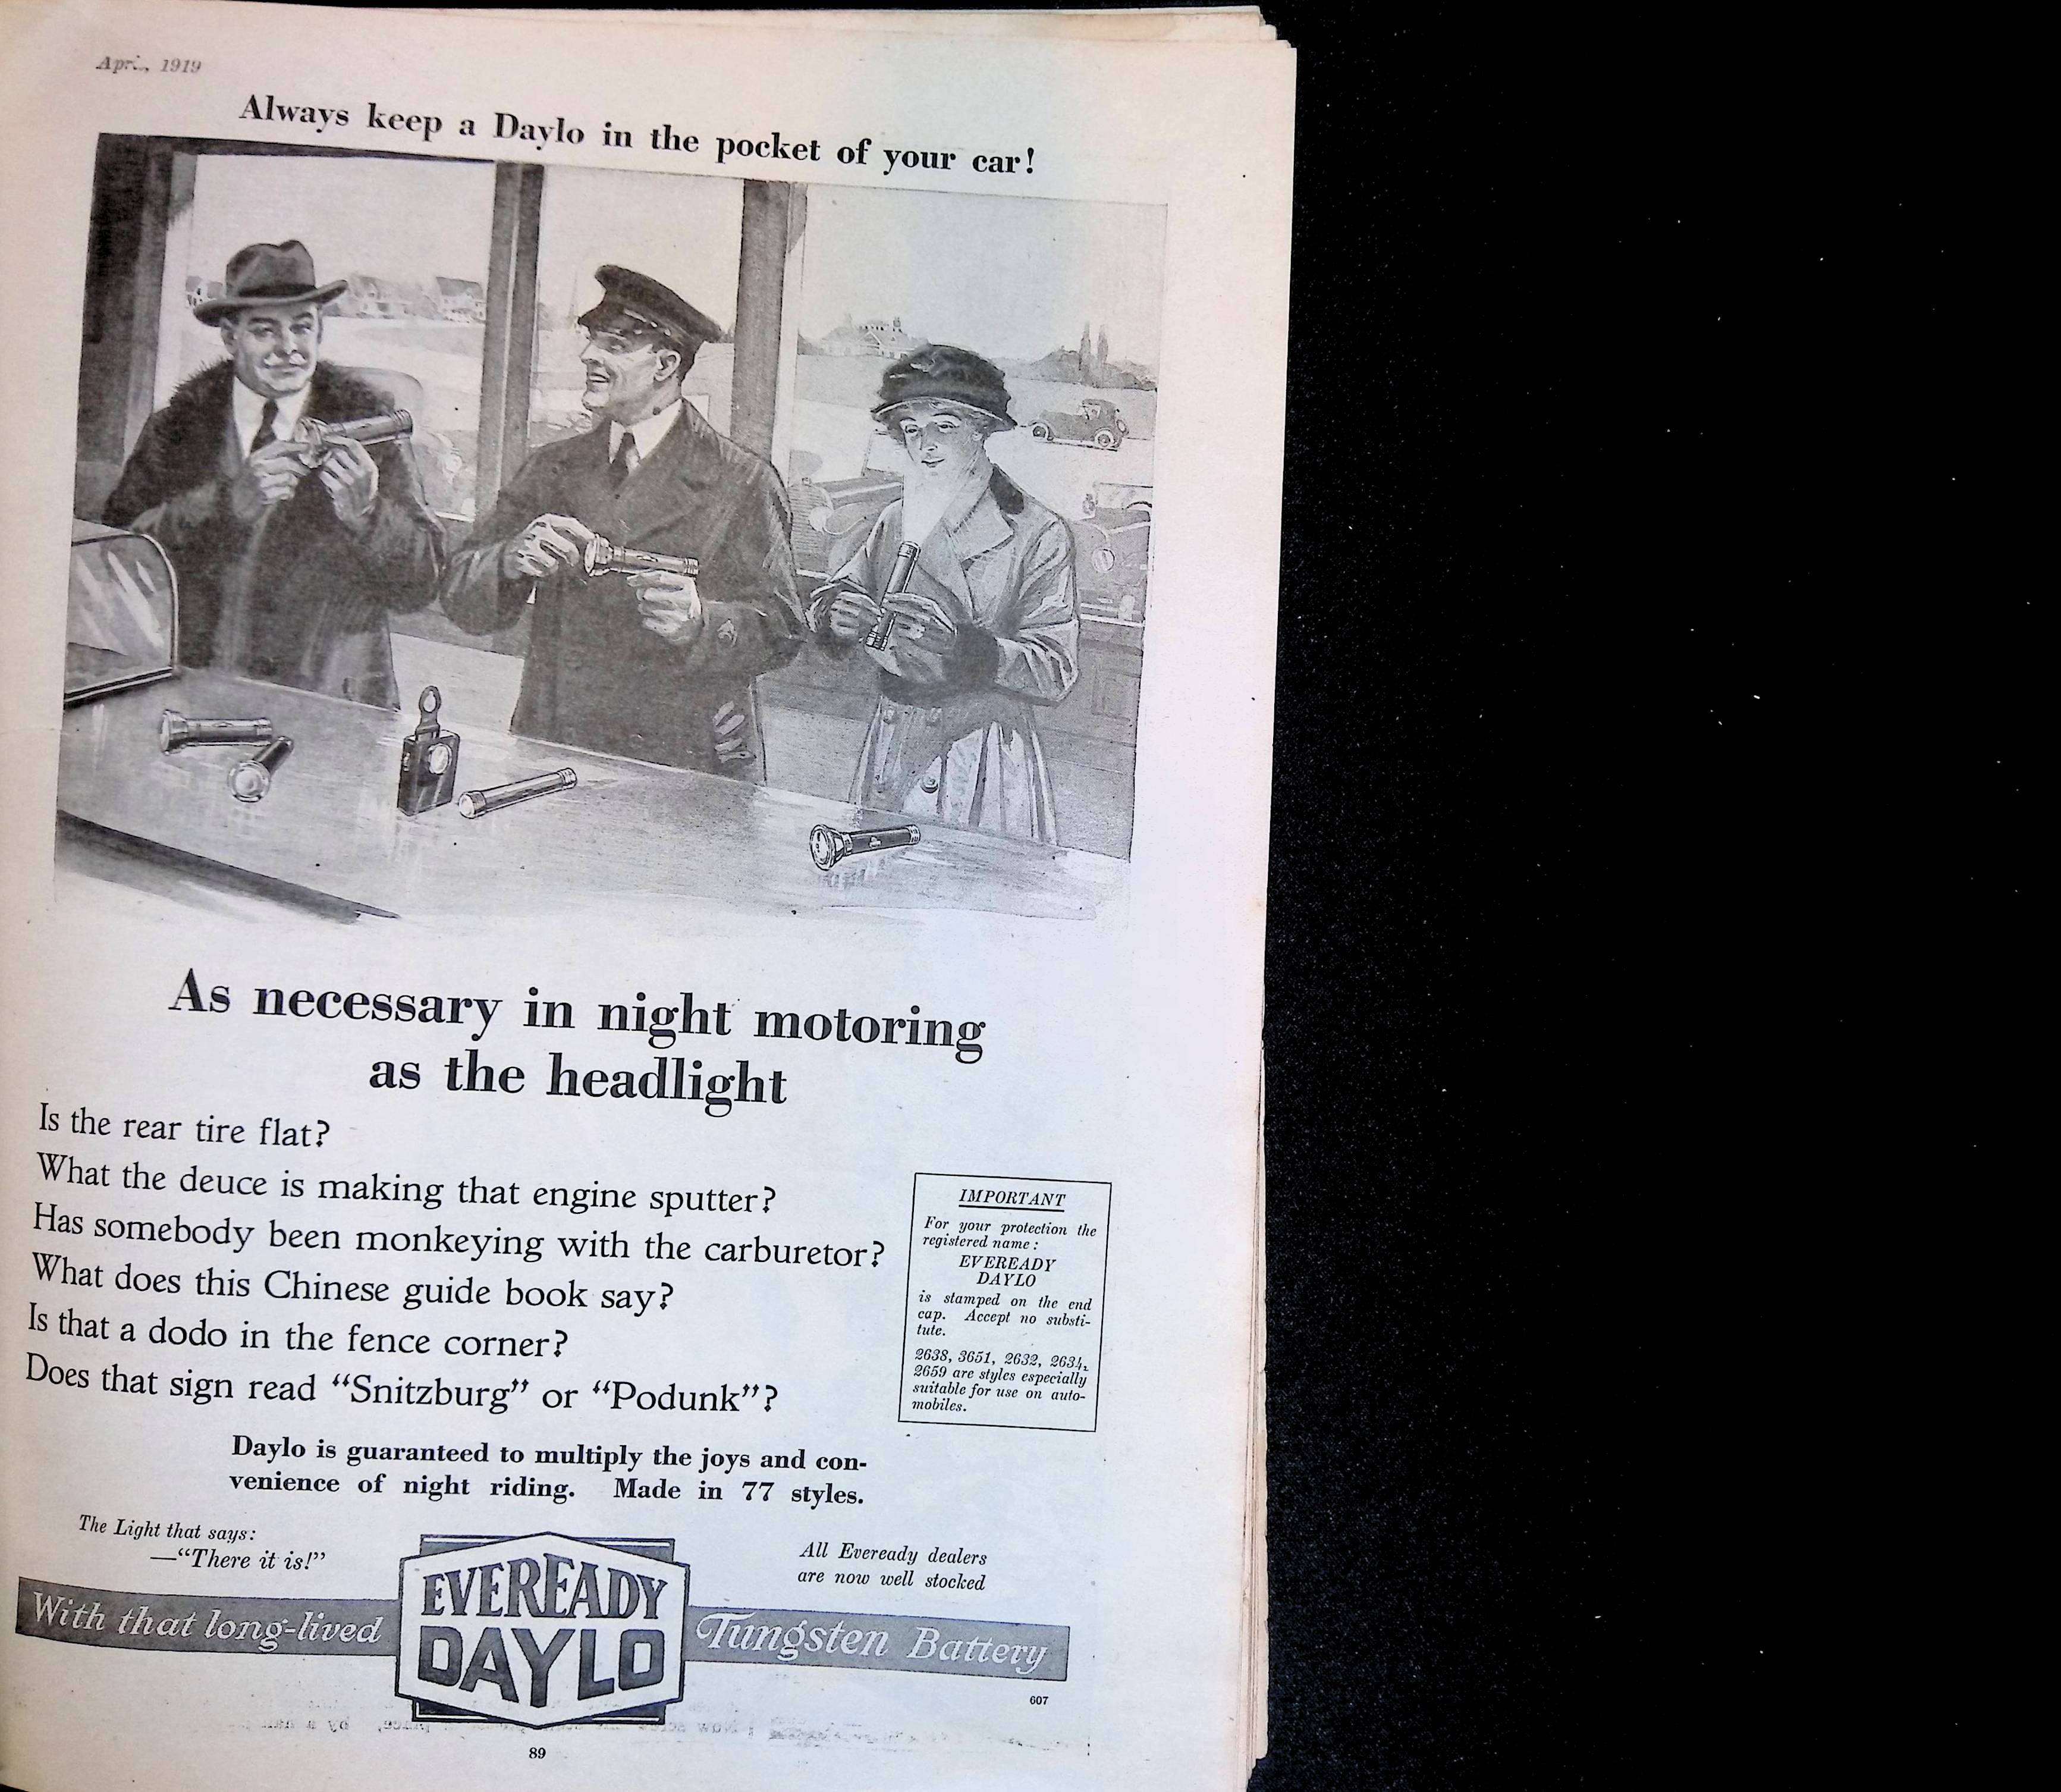 1919
Always keep a Daylo in the pocket of your car!
As necessary in night motoring
as the headlight
Is the rear tire flat?
What the deuce is making that engine sputter?
Has somebody been monkeying with the carburetor?
What does this Chinese guide book say?
Is that a dodo in the fence corner?
Does that sign read “Snitzburg” or “Podunk”?
IMPORTANT
For your protection the
registered name:
EVEREADY
DAYLO
is stamped on the end
cap. Accept no substi-
tute.
2638, 3651, 2632, 2634,
2659 are styles especially
suitable for use on auto-
mobiles.
Daylo is guaranteed to multiply the joys and con-
venience of night riding. Made in 77 styles.
The Light that says:
—“There it is!”
All Eveready dealers
are now well stocked
With that long-lived
EVEREADY
DAYLO
Tungsten Battery
607
89